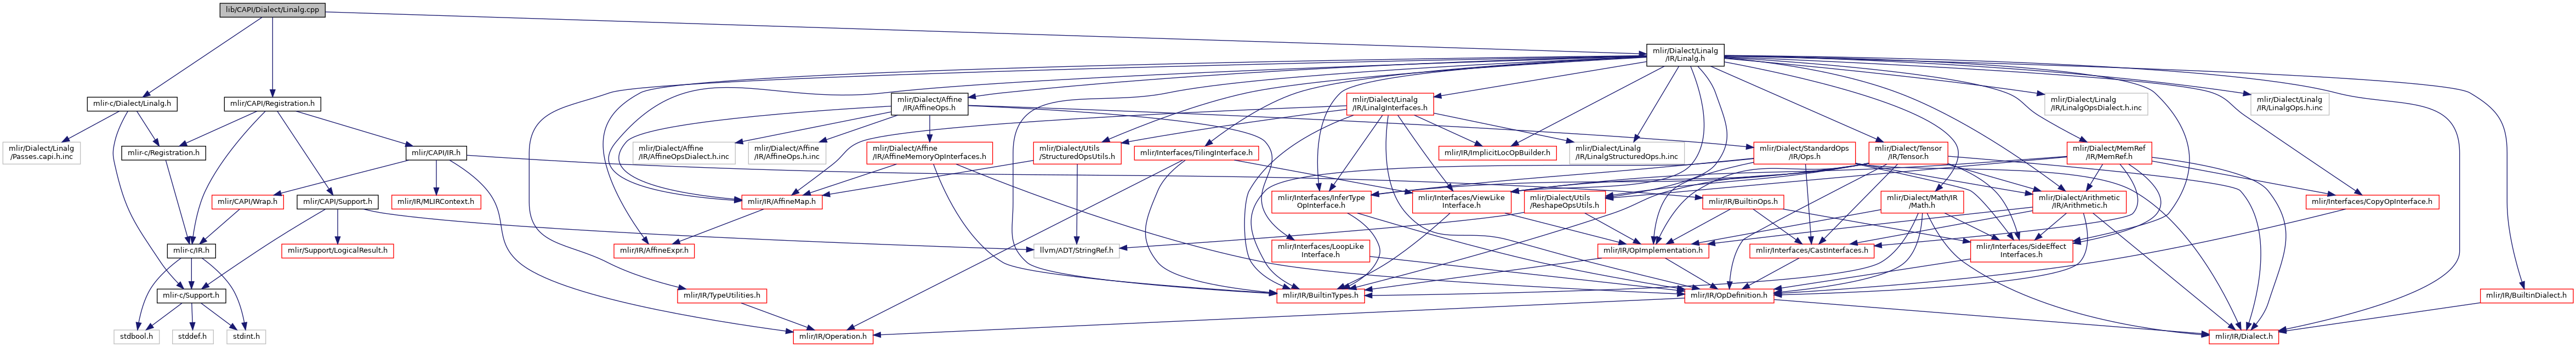 lib/CAPI/Dialect/Linalg.cpp
mlir/Dialect/Linalg
/IR/Linalg.h
mlir-c/Dialect/Linalg.h
mlir/CAPI/Registration.h
mlir/Dialect/Affine
/IR/AffineOps.h
mlir/Dialect/Linalg
/IR/LinalgInterfaces.h
mlir/Dialect/Linalg
/IR/LinalgOpsDialect.h.inc
mlir/Dialect/Linalg
/IR/LinalgOps.h.inc
mlir/Dialect/Linalg
/Passes.capi.h.inc
mlir-c/Registration.h
mlir/CAPI/IR.h
mlir/Dialect/Affine
/IR/AffineOpsDialect.h.inc
mlir/Dialect/Affine
/IR/AffineOps.h.inc
mlir/Dialect/Affine
/IR/AffineMemoryOpInterfaces.h
mlir/Dialect/Utils
/StructuredOpsUtils.h
mlir/Interfaces/TilingInterface.h
mlir/IR/ImplicitLocOpBuilder.h
mlir/Dialect/Linalg
/IR/LinalgStructuredOps.h.inc
mlir/Dialect/StandardOps
/IR/Ops.h
mlir/Dialect/Tensor
/IR/Tensor.h
mlir/Dialect/MemRef
/IR/MemRef.h
mlir/CAPI/Wrap.h
mlir/CAPI/Support.h
mlir/IR/MLIRContext.h
mlir/IR/AffineMap.h
mlir/Interfaces/InferType
OpInterface.h
mlir/Interfaces/ViewLike
Interface.h
mlir/Dialect/Utils
/ReshapeOpsUtils.h
mlir/IR/BuiltinOps.h
mlir/Dialect/Math/IR
/Math.h
mlir/Dialect/Arithmetic
/IR/Arithmetic.h
mlir/Interfaces/CopyOpInterface.h
mlir-c/IR.h
mlir/Support/LogicalResult.h
mlir/IR/AffineExpr.h
llvm/ADT/StringRef.h
mlir/Interfaces/LoopLike
Interface.h
mlir/IR/OpImplementation.h
mlir/Interfaces/CastInterfaces.h
mlir/Interfaces/SideEffect
Interfaces.h
mlir-c/Support.h
mlir/IR/TypeUtilities.h
mlir/IR/BuiltinTypes.h
mlir/IR/OpDefinition.h
mlir/IR/BuiltinDialect.h
stdbool.h
stddef.h
stdint.h
mlir/IR/Operation.h
mlir/IR/Dialect.h